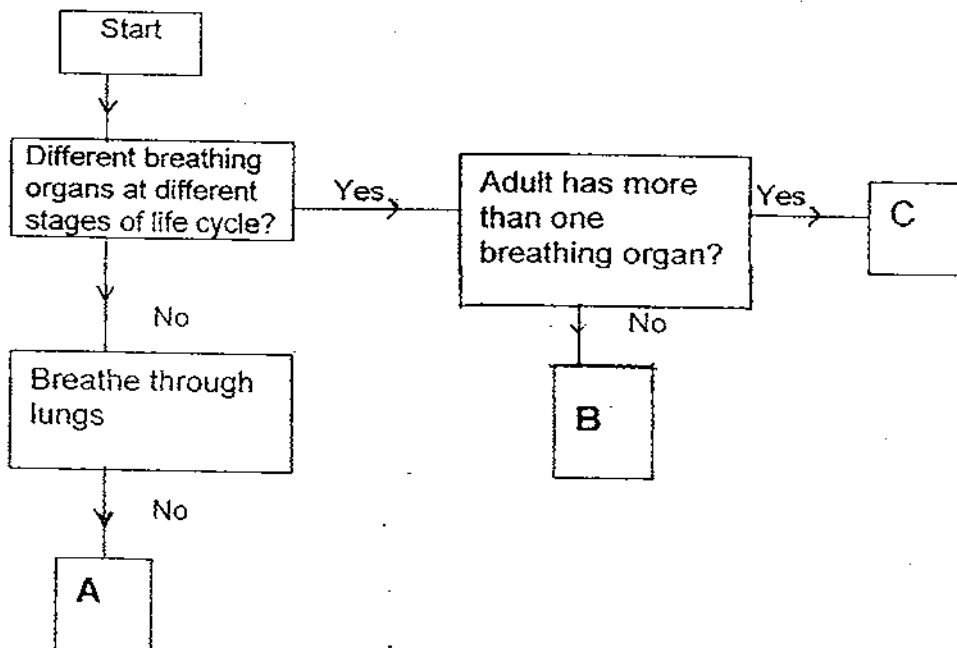 Start
Different breathing
organs at different
stages of life cycle?
Yes
Adult has more
than one
breathing organ?
Yes
C
No
No
Breathe through
lungs
B
No
A